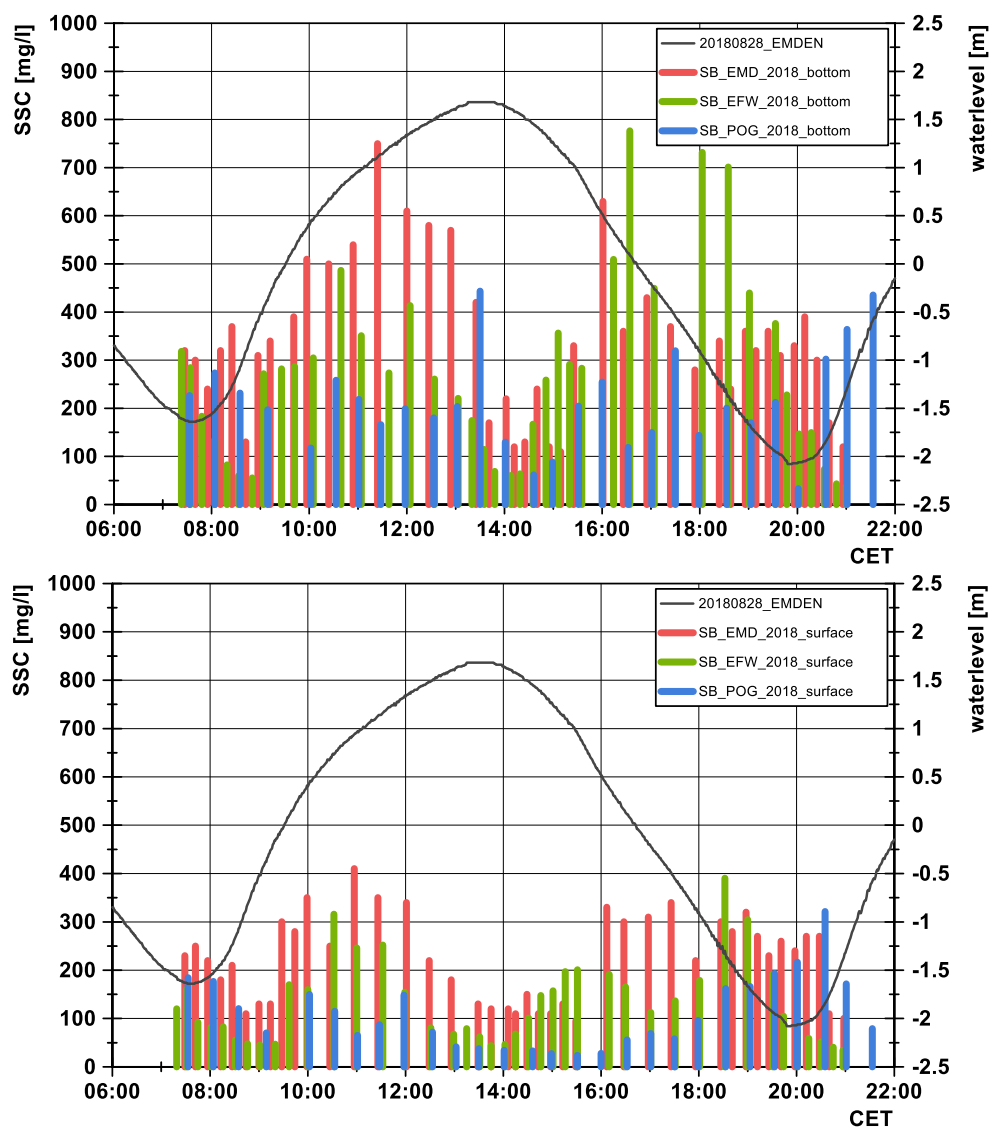 SSC [mg/l]
1000
900
800
700
600
500
400
300
200
100
0
2.5
2
1.5
1
0.5
0
-0.5
-1
-1.5
-2
-2.5
waterlevel [m]
20180828_EMDEN
SB_EMD_2018_bottom
SB_EFW_2018_bottom
SB_POG_2018_bottom
06:00 08:00 10:00 12:00 14:00 16:00 18:00 20:00 22:00
CET
SSC [mg/l]
1000
900
800
700
600
500
400
300
200
100
0
2.5
2
1.5
1
0.5
0
-0.5
-1
-1.5
-2
-2.5
waterlevel [m]
20180828_EMDEN
SB_EMD_2018_surface
SB_EFW_2018_surface
SB_POG_2018_surface
06:00 08:00 10:00 12:00 14:00 16:00 18:00 20:00 22:00
CET